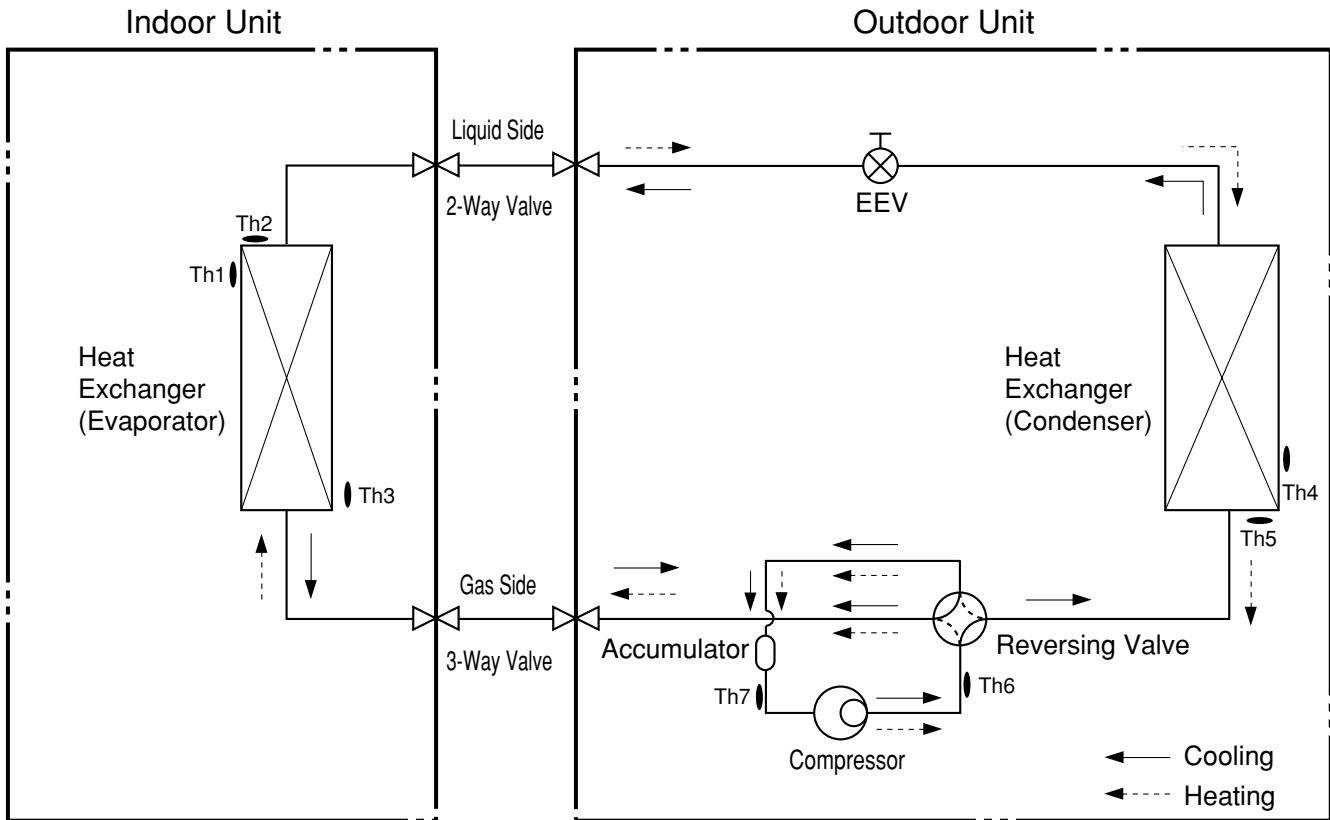 Indoor Unit
Outdoor Unit
Liquid Side
2-Way Valve
EEV
Th2
Th1
Heat
Exchanger
(Evaporator)
Heat
Exchanger
(Condenser)
Th3
Th4
Th5
Gas Side
3-Way Valve
Accumulator
Reversing Valve
Th7
Th6
Compressor
Cooling
Heating